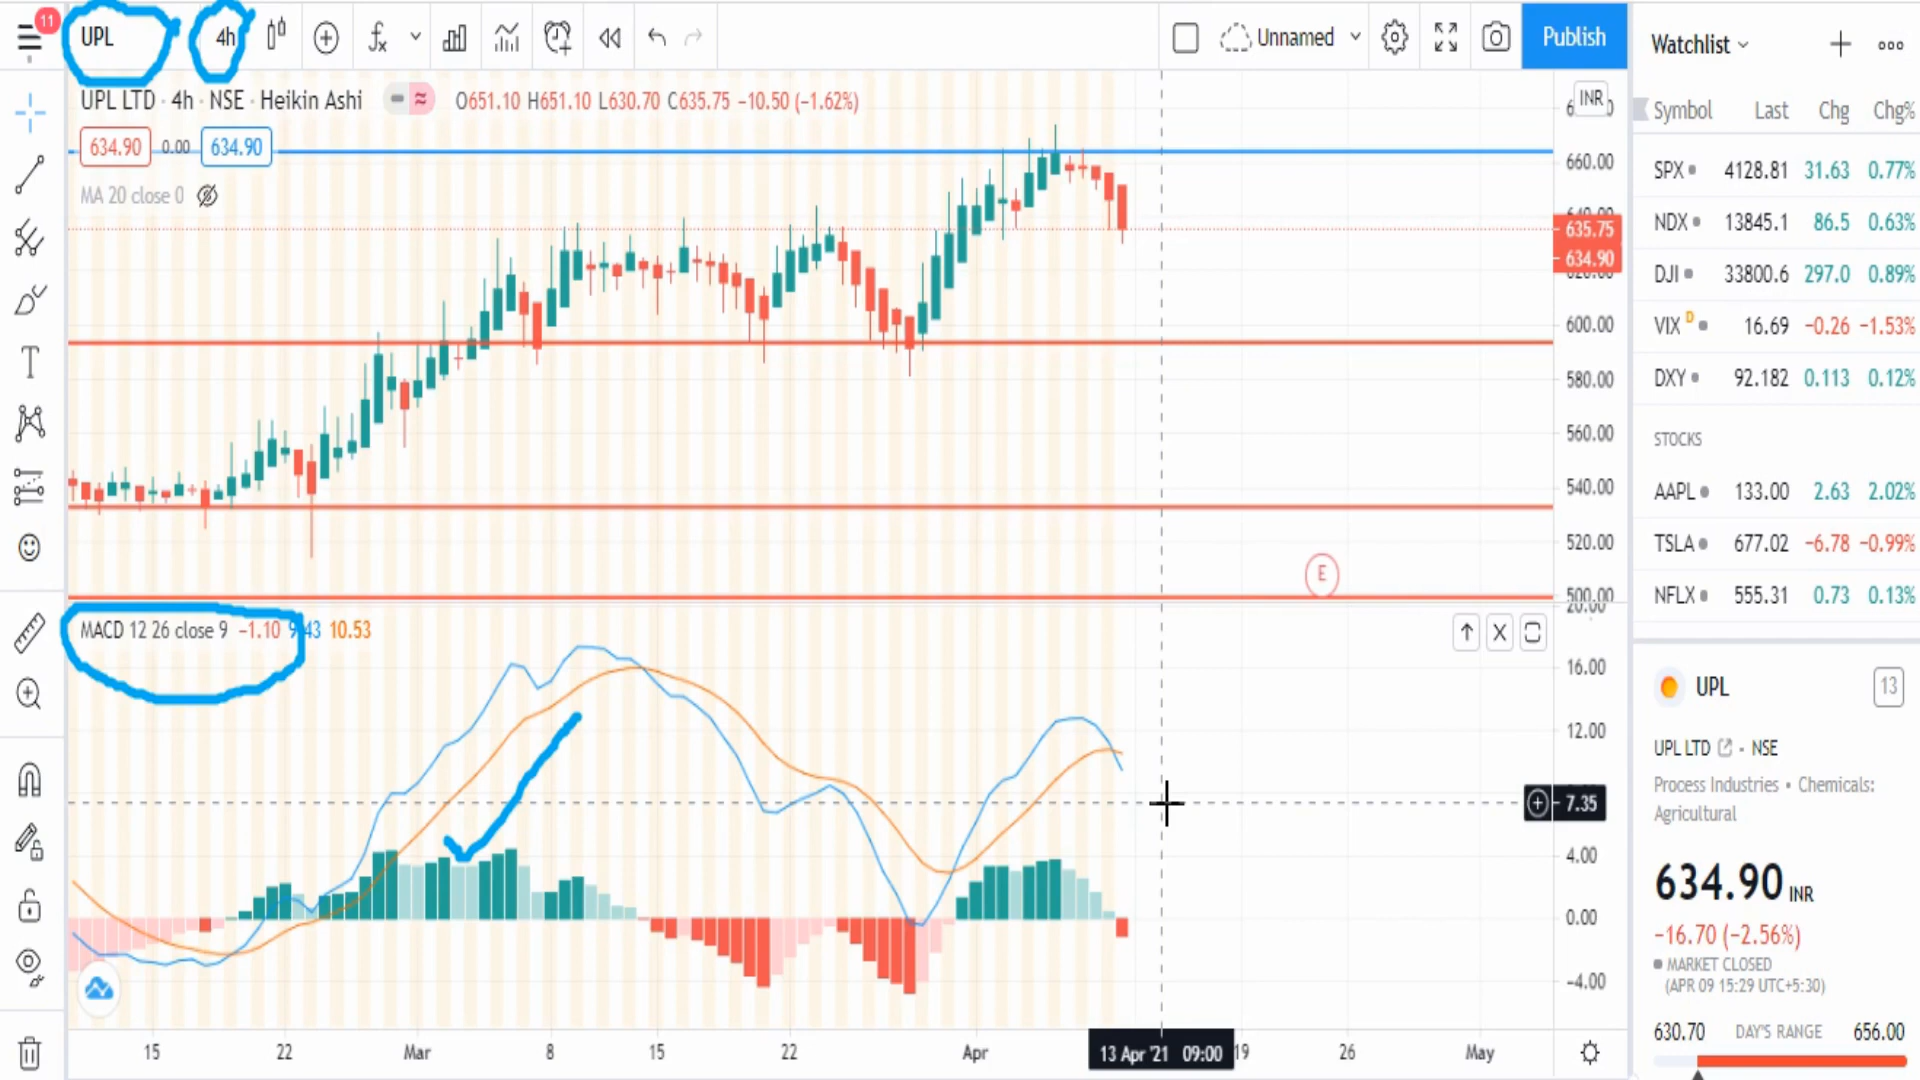 11
UPL
4h
Unnamed
Publish
UPL LTD · 4h · NSE · Heikin Ashi
O651.10 H651.10 L630.70 C635.75 −10.50 (−1.62%)
INR
634.90 0.00 634.90
MA 20 close 0
660.00
640.00
635.75
634.90
620.00
600.00
580.00
560.00
540.00
520.00
500.00
E
MACD 12 26 close 9 −1.10 9.43 10.53
20.00
16.00
12.00
7.35
4.00
0.00
−4.00
15 22 Mar 8 15 22 Apr 13 Apr '21 09:00 19 26 May
Watchlist
Symbol Last Chg Chg%
SPX 4128.81 31.63 0.77%
NDX 13845.1 86.5 0.63%
DJI 33800.6 297.0 0.89%
VIX D 16.69 −0.26 −1.53%
DXY 92.182 0.113 0.12%
STOCKS
AAPL 133.00 2.63 2.02%
TSLA 677.02 −6.78 −0.99%
NFLX 555.31 0.73 0.13%
UPL
13
UPL LTD · NSE
Process Industries • Chemicals:
Agricultural
634.90 INR
−16.70 (−2.56%)
MARKET CLOSED
(APR 09 15:29 UTC+5:30)
630.70 DAY'S RANGE 656.00